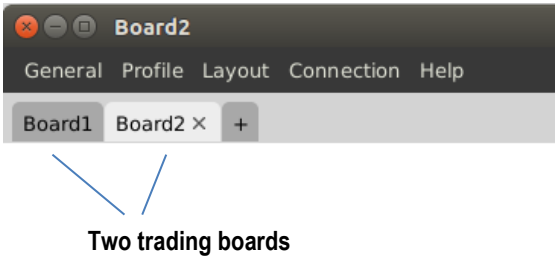 Board2
General Profile Layout Connection Help
Board1 Board2 × +
Two trading boards